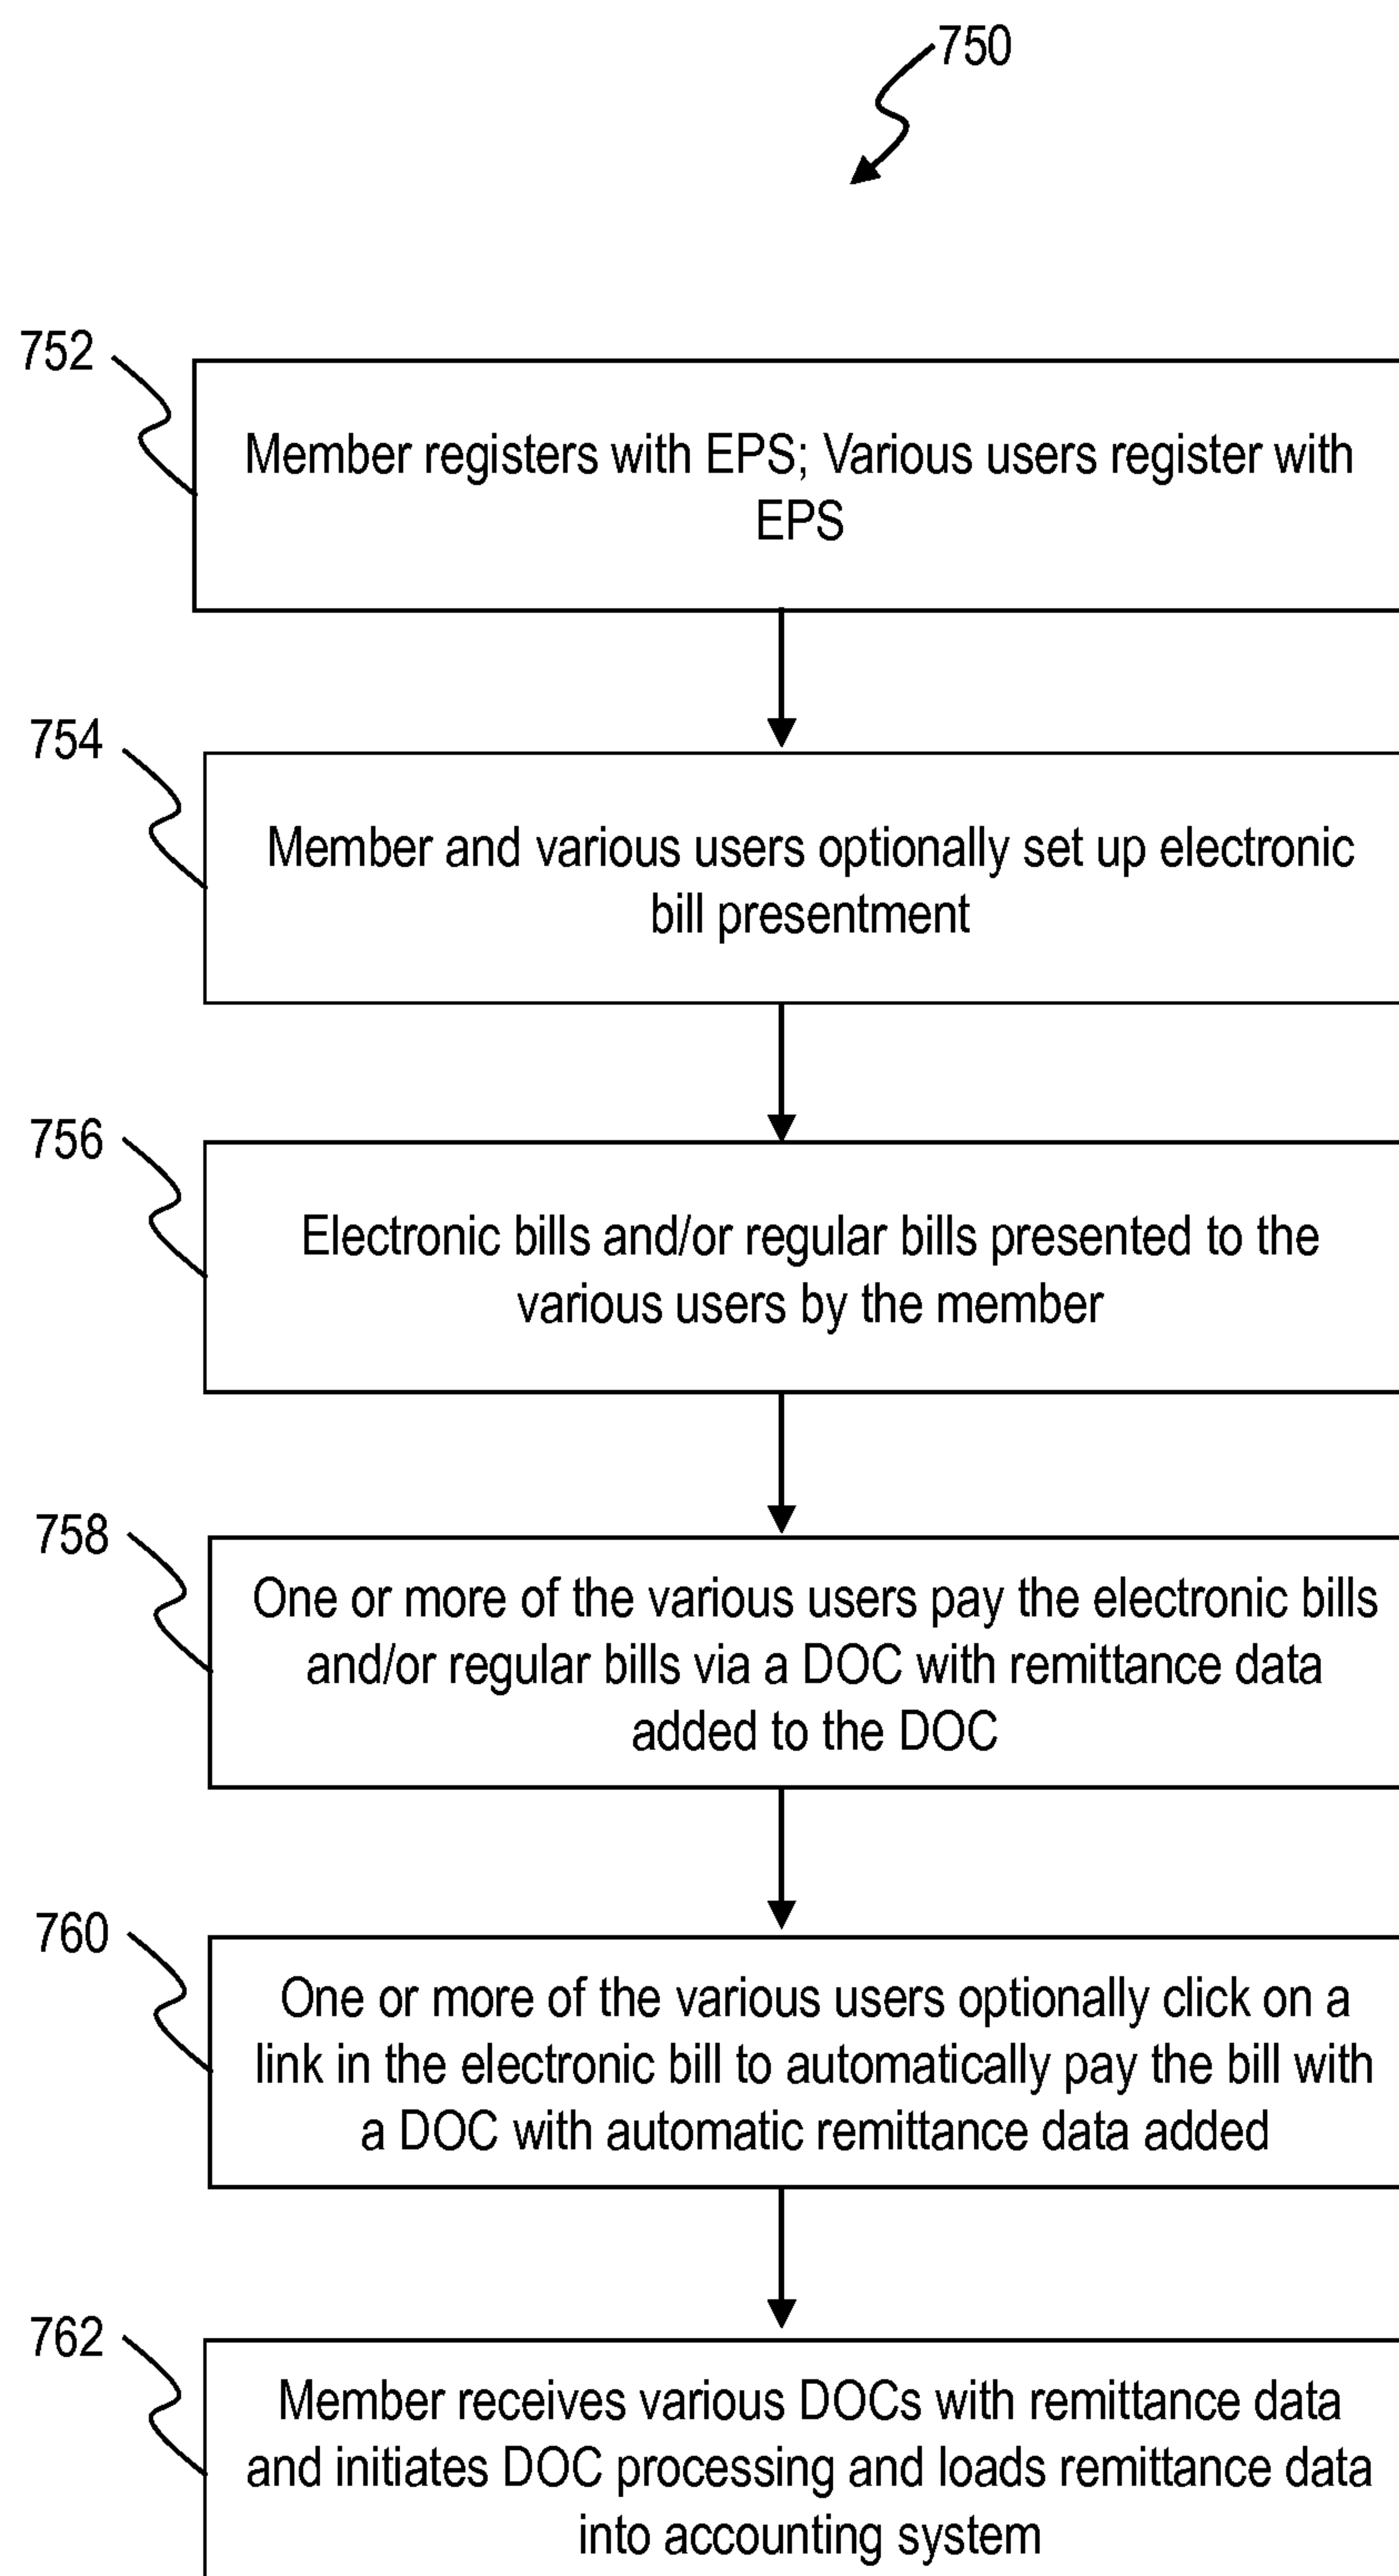 750
752
Member registers with EPS; Various users register with
EPS
754
Member and various users optionally set up electronic
bill presentment
756
Electronic bills and/or regular bills presented to the
various users by the member
758
One or more of the various users pay the electronic bills
and/or regular bills via a DOC with remittance data
added to the DOC
760
One or more of the various users optionally click on a
link in the electronic bill to automatically pay the bill with
a DOC with automatic remittance data added
762
Member receives various DOCs with remittance data
and initiates DOC processing and loads remittance data
into accounting system